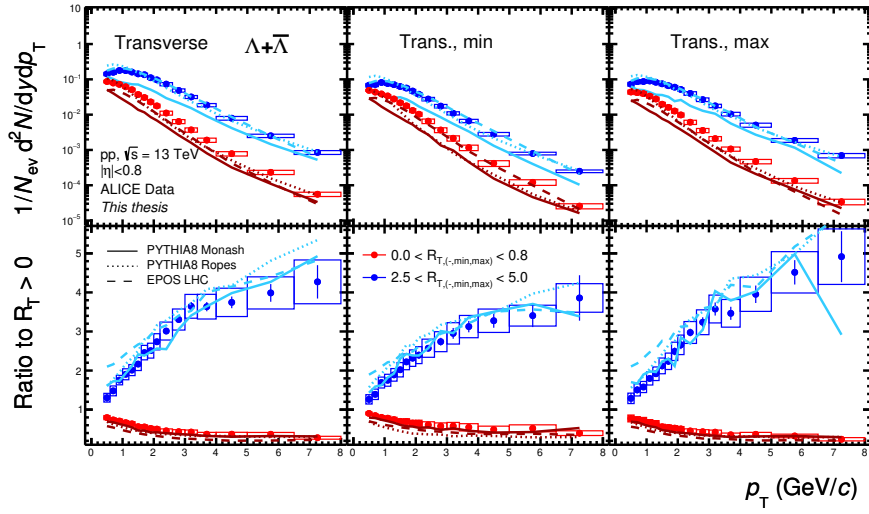 1/N_ev d²N/dydp_T
10
1
10⁻¹
10⁻²
10⁻³
10⁻⁴
10⁻⁵
Transverse Λ+Λ̅
Trans., min
Trans., max
pp, √s = 13 TeV
|η|<0.8
ALICE Data
This thesis
Ratio to R_T > 0
5
4
3
2
1
PYTHIA8 Monash
PYTHIA8 Ropes
EPOS LHC
0.0 < R_T,(-,min,max) < 0.8
2.5 < R_T,(-,min,max) < 5.0
0 1 2 3 4 5 6 7 8
0 1 2 3 4 5 6 7 8
0 1 2 3 4 5 6 7 8
p_T (GeV/c)